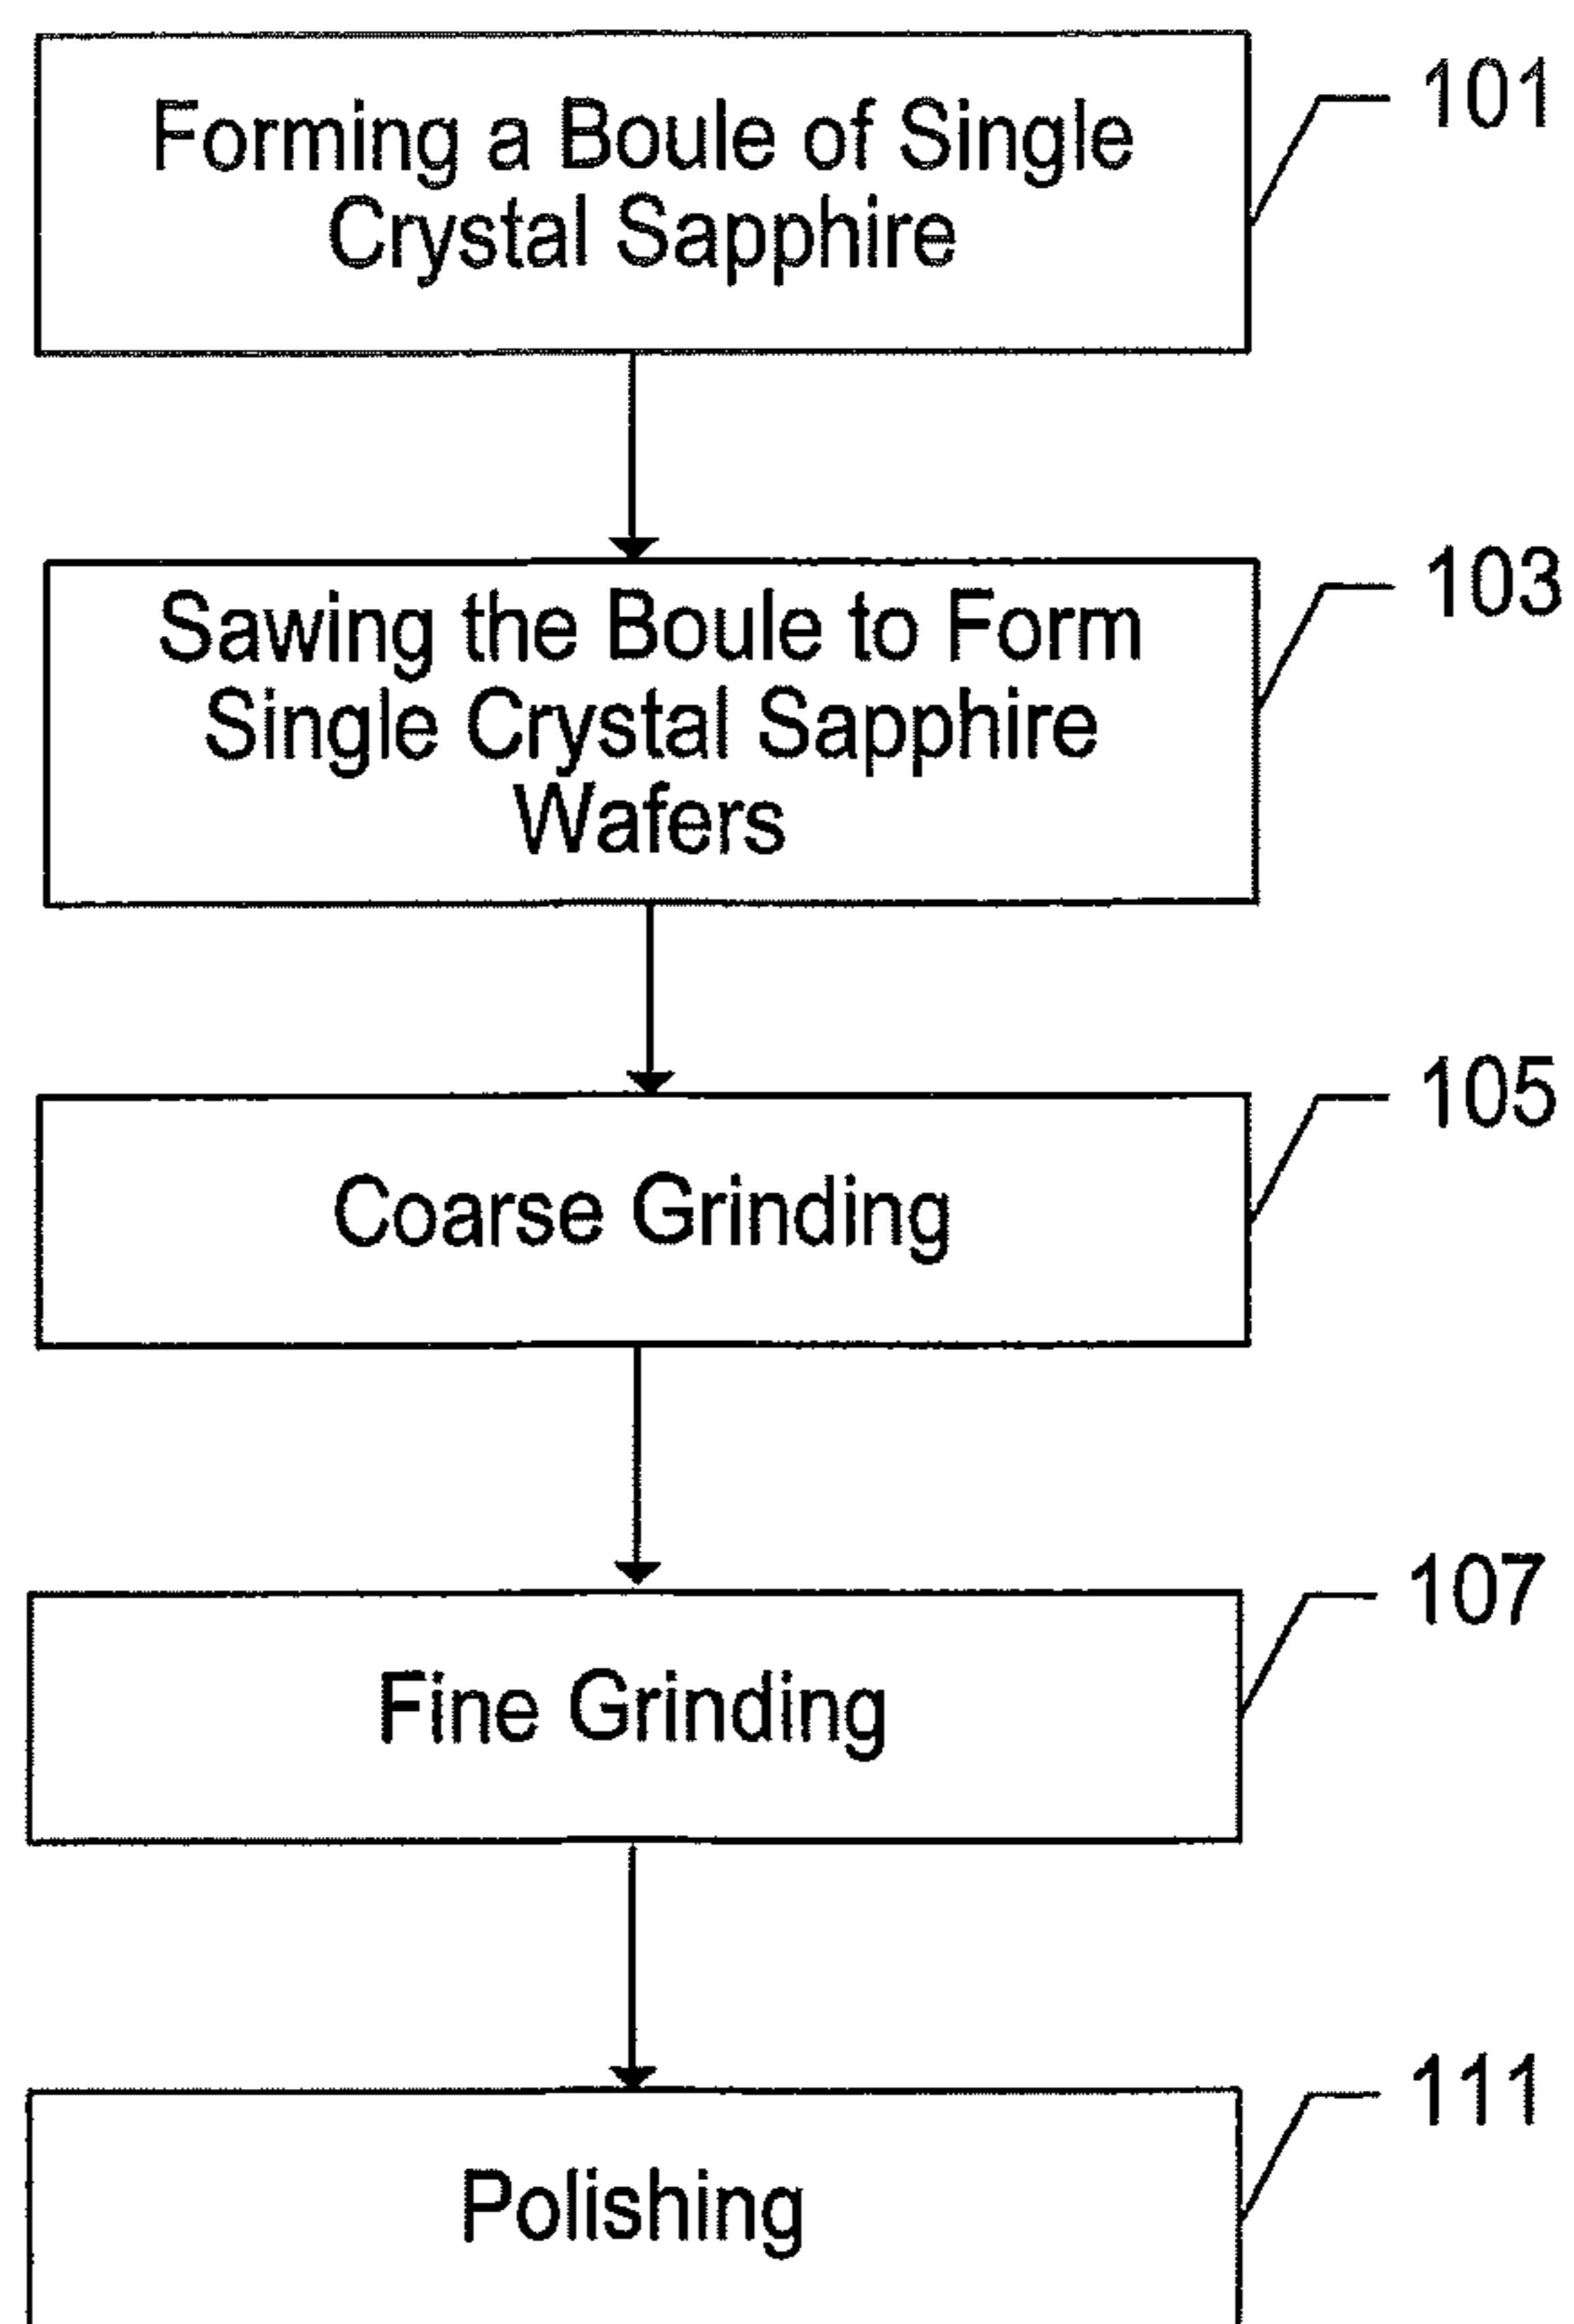 Forming a Boule of Single
Crystal Sapphire
101
Sawing the Boule to Form
Single Crystal Sapphire
Wafers
103
Coarse Grinding
105
Fine Grinding
107
Polishing
111